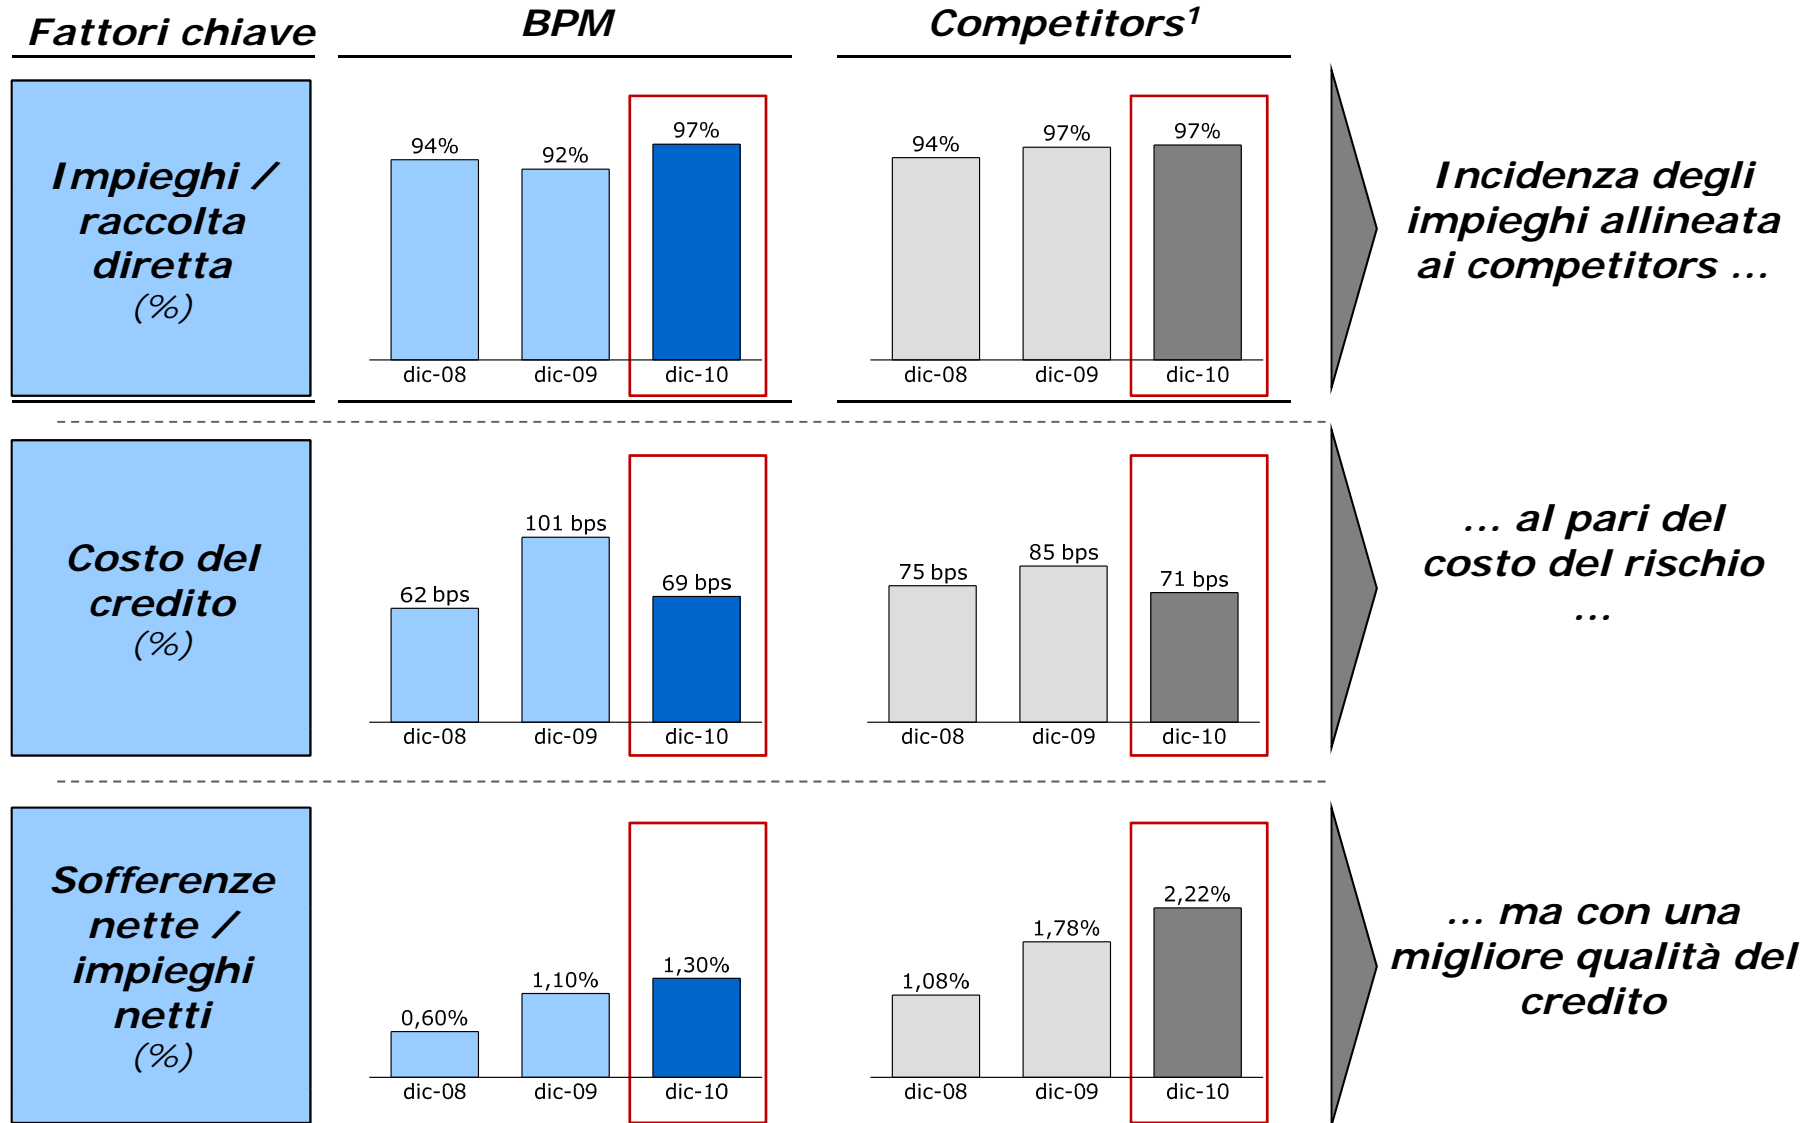 Fattori chiave
BPM
Competitors¹
Impieghi /
raccolta
diretta
(%)
94%
92%
97%
dic-08
dic-09
dic-10
94%
97%
97%
dic-08
dic-09
dic-10
Incidenza degli
impieghi allineata
ai competitors ...
Costo del
credito
(%)
62 bps
101 bps
69 bps
dic-08
dic-09
dic-10
75 bps
85 bps
71 bps
dic-08
dic-09
dic-10
... al pari del
costo del rischio
...
Sofferenze
nette /
impieghi
netti
(%)
0,60%
1,10%
1,30%
dic-08
dic-09
dic-10
1,08%
1,78%
2,22%
dic-08
dic-09
dic-10
... ma con una
migliore qualità del
credito